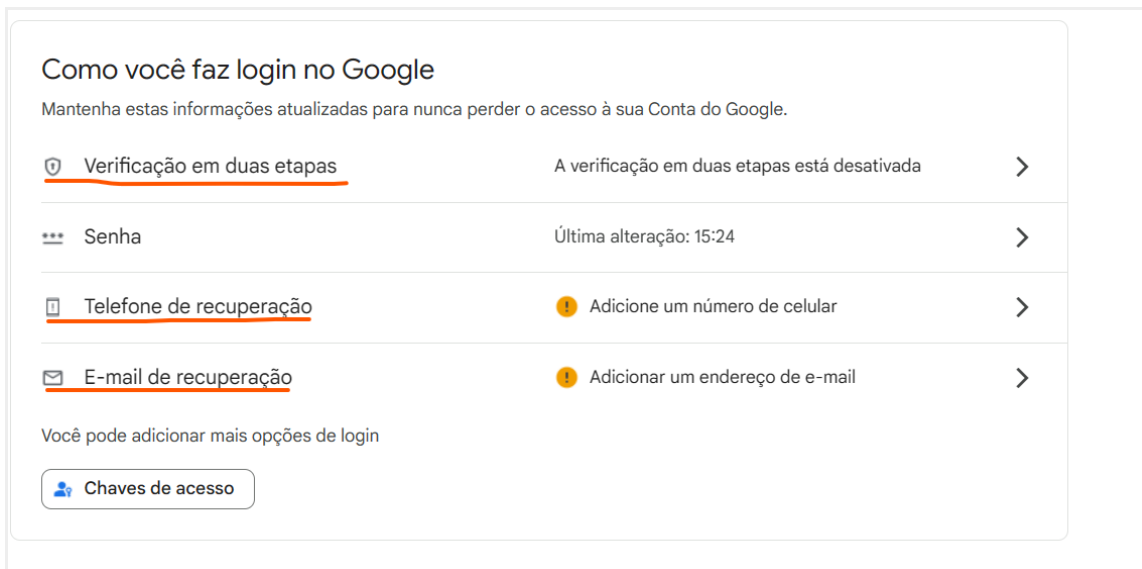 Como você faz login no Google
Mantenha estas informações atualizadas para nunca perder o acesso à sua Conta do Google.
Verificação em duas etapas
A verificação em duas etapas está desativada
Senha
Última alteração: 15:24
Telefone de recuperação
Adicione um número de celular
E-mail de recuperação
Adicionar um endereço de e-mail
Você pode adicionar mais opções de login
Chaves de acesso